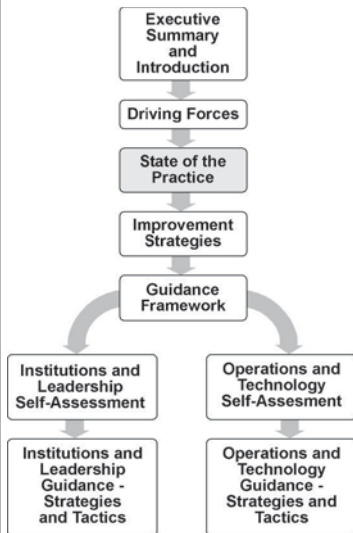 Executive
Summary
and
Introduction
Driving Forces
State of the
Practice
Improvement
Strategies
Guidance
Framework
Institutions and
Leadership
Self-Assessment
Operations and
Technology
Self-Assesment
Institutions and
Leadership
Guidance -
Strategies
and Tactics
Operations and
Technology
Guidance -
Strategies and
Tactics